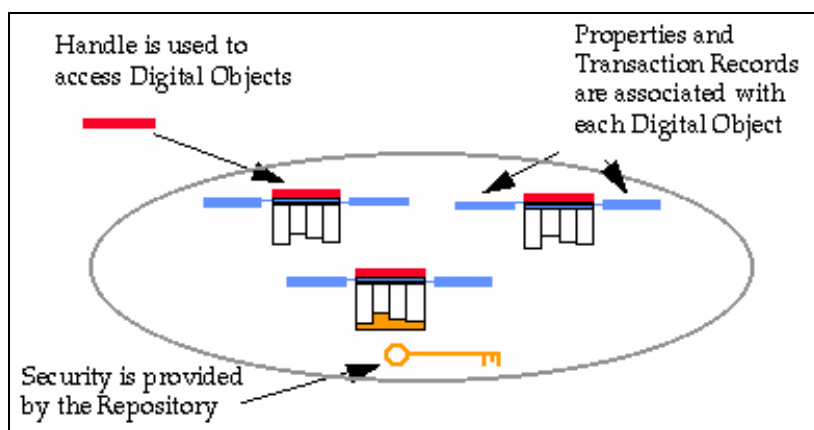 Handle is used to
access Digital Objects
Properties and
Transaction Records
are associated with
each Digital Object
Security is provided
by the Repository